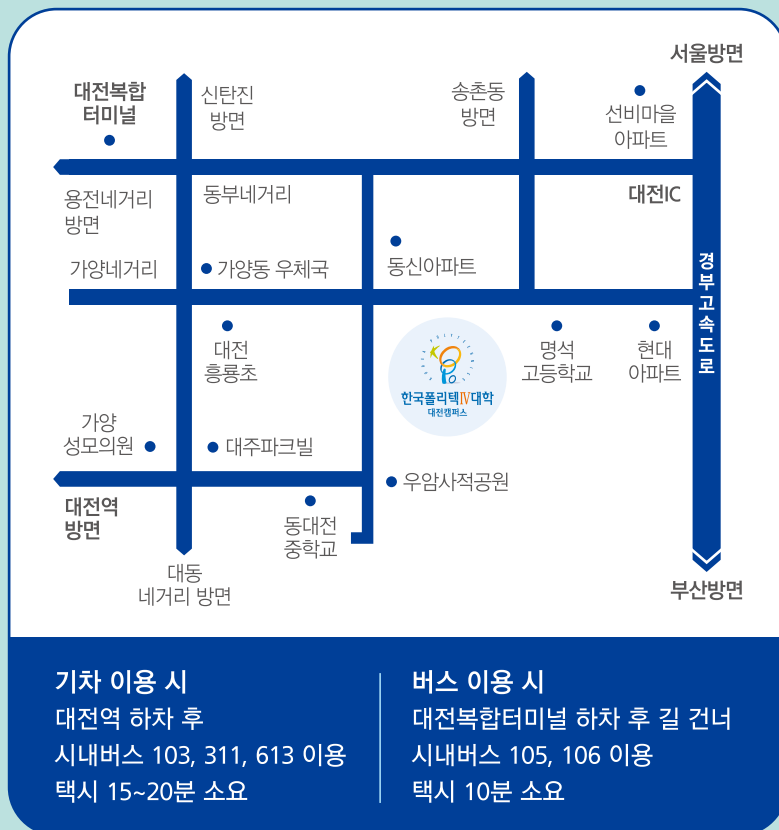 서울방면
대전복합
터미널
신탄진
방면
송촌동
방면
선비마을
아파트
용전네거리
방면
동부네거리
대전IC
가양네거리
가양동 우체국
동신아파트
경부고속도로
대전
흥룡초
한국폴리텍Ⅳ대학
대전캠퍼스
명석
고등학교
현대
아파트
가양
성모의원
대주파크빌
우암사적공원
대전역
방면
동대전
중학교
대동
네거리 방면
부산방면
기차 이용 시
대전역 하차 후
시내버스 103, 311, 613 이용
택시 15~20분 소요
버스 이용 시
대전복합터미널 하차 후 길 건너
시내버스 105, 106 이용
택시 10분 소요